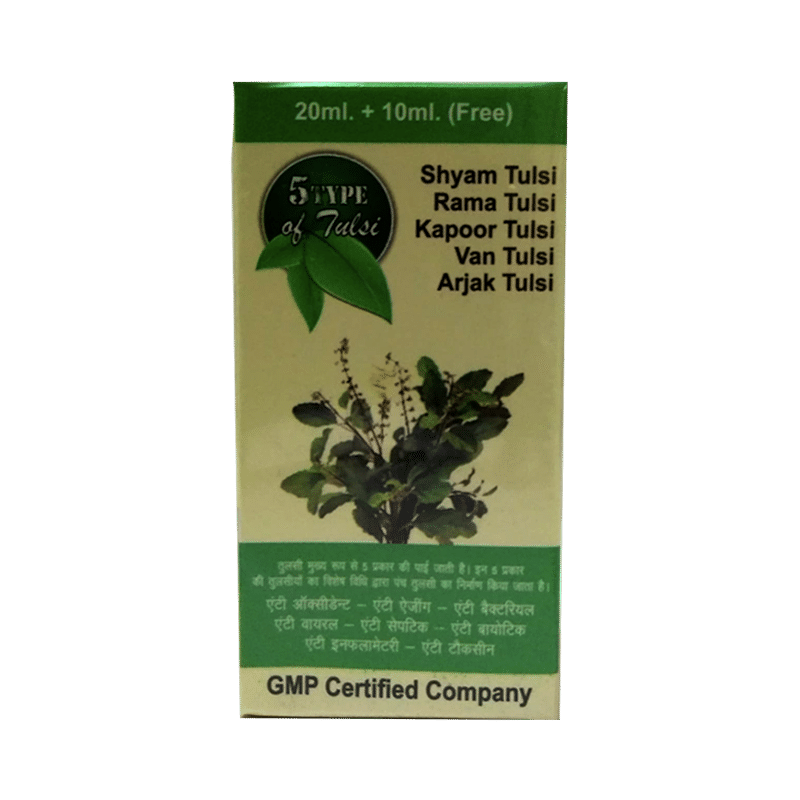 20ml. + 10ml. (Free)
5 TYPE
of Tulsi
Shyam Tulsi
Rama Tulsi
Kapoor Tulsi
Van Tulsi
Arjak Tulsi
तुलसी मुख्य रूप से 5 प्रकार की पाई जाती है। इन 5 प्रकार
की तुलसीयों का विशेष विधि द्वारा पंच तुलसी का निर्माण किया जाता है।
एंटी ऑक्सीडेन्ट – एंटी ऐजींग – एंटी बैक्टरियल
एंटी वायरल – एंटी सेपटिक – एंटी बायोटिक
एंटी इनफलामेटरी – एंटी टौकसीन
GMP Certified Company